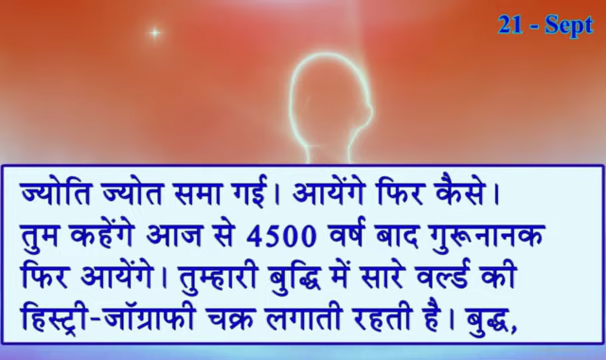 21 - Sept
ज्योति ज्योत समा गई। आयेंगे फिर कैसे।
तुम कहेंगे आज से 4500 वर्ष बाद गुरूनानक
फिर आयेंगे। तुम्हारी बुद्धि में सारे वर्ल्ड की
हिस्ट्री-जॉग्राफी चक्र लगाती रहती है। बुद्ध,